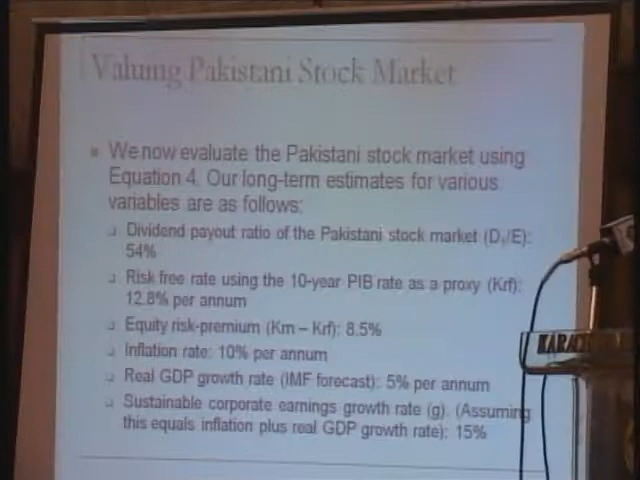 Valuing Pakistani Stock Market
We now evaluate the Pakistani stock market using
Equation 4. Our long-term estimates for various
variables are as follows:
Dividend payout ratio of the Pakistani stock market (D₁/E):
54%
Risk free rate using the 10-year PIB rate as a proxy (Krf):
12.8% per annum
Equity risk-premium (Km – Krf): 8.5%
Inflation rate: 10% per annum
Real GDP growth rate (IMF forecast): 5% per annum
Sustainable corporate earnings growth rate (g). (Assuming
this equals inflation plus real GDP growth rate): 15%